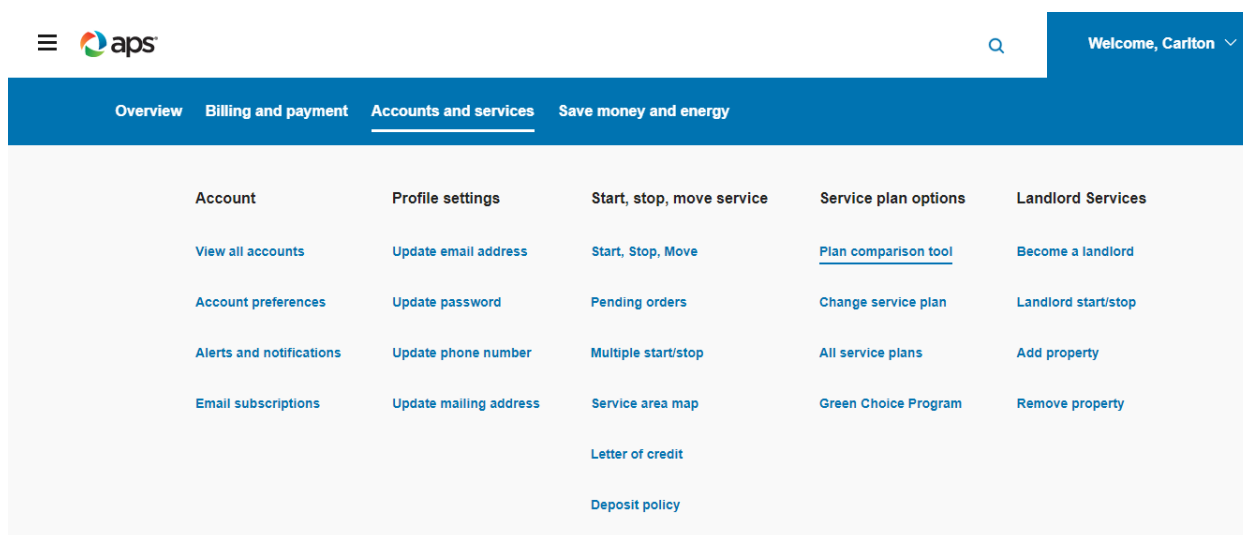 aps
Welcome, Carlton
Overview Billing and payment Accounts and services Save money and energy
Account Profile settings Start, stop, move service Service plan options Landlord Services
View all accounts Update email address Start, Stop, Move Plan comparison tool Become a landlord
Account preferences Update password Pending orders Change service plan Landlord start/stop
Alerts and notifications Update phone number Multiple start/stop All service plans Add property
Email subscriptions Update mailing address Service area map Green Choice Program Remove property
Letter of credit
Deposit policy